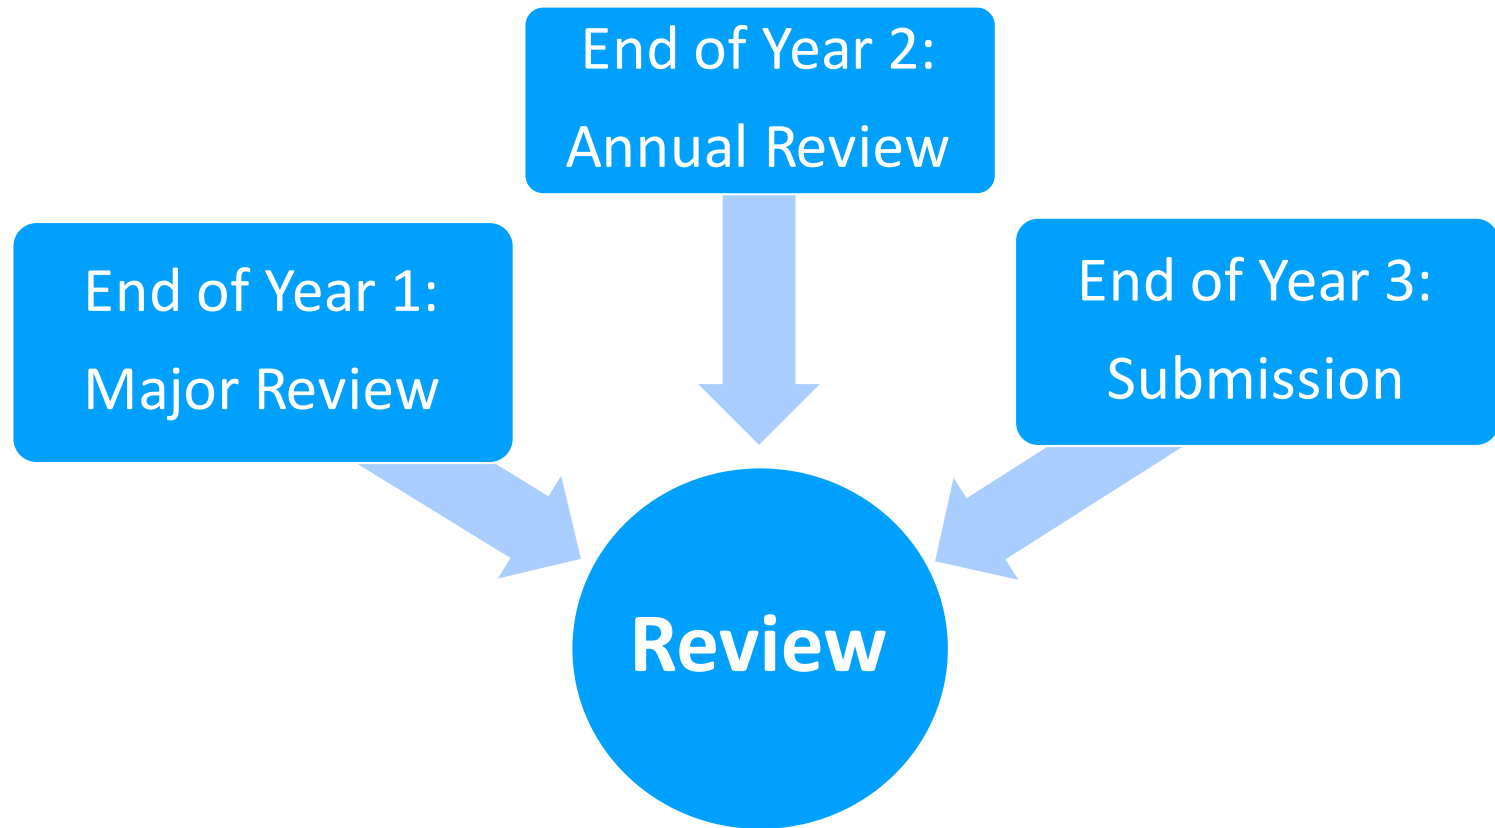 End of Year 2:
Annual Review
End of Year 1:
Major Review
End of Year 3:
Submission
Review